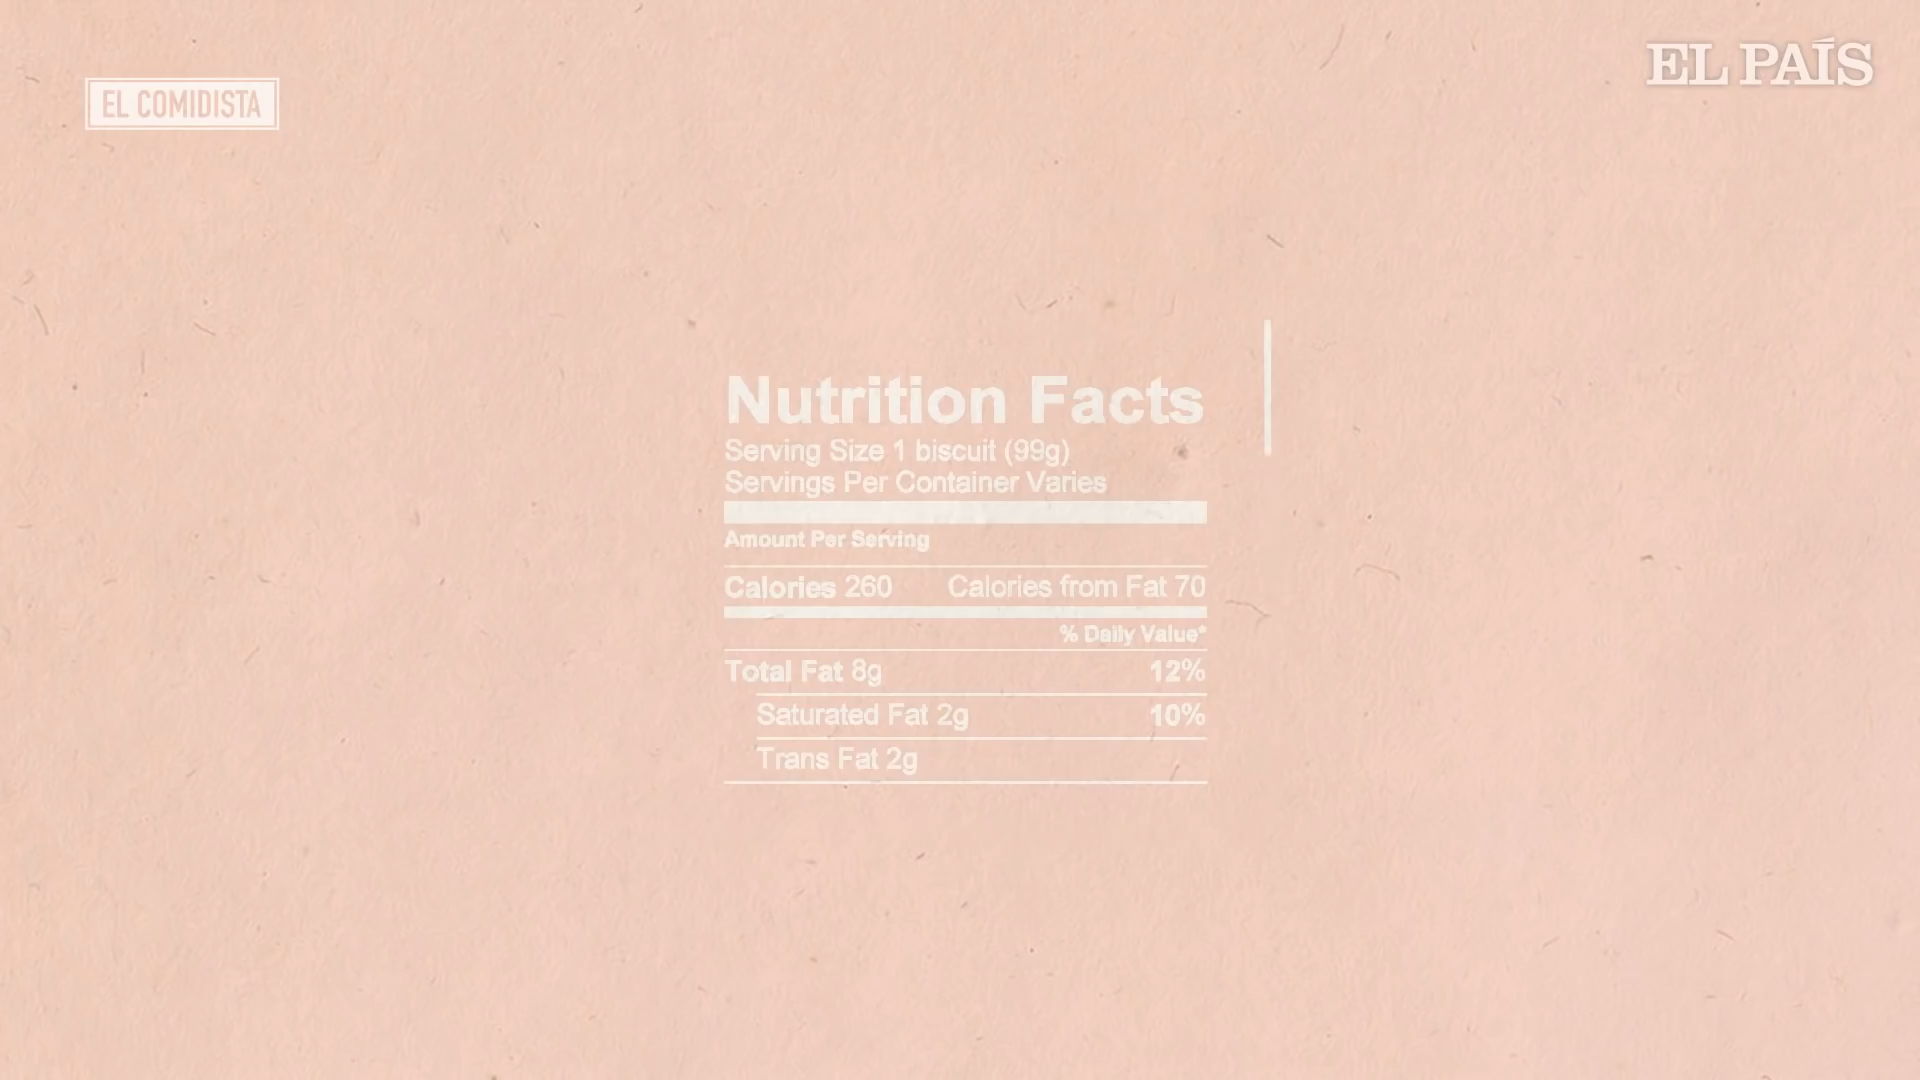 EL COMIDISTA
EL PAÍS
Nutrition Facts
Serving Size 1 biscuit (99g)
Servings Per Container Varies
Amount Per Serving
Calories 260 Calories from Fat 70
% Daily Value*
Total Fat 8g 12%
Saturated Fat 2g 10%
Trans Fat 2g